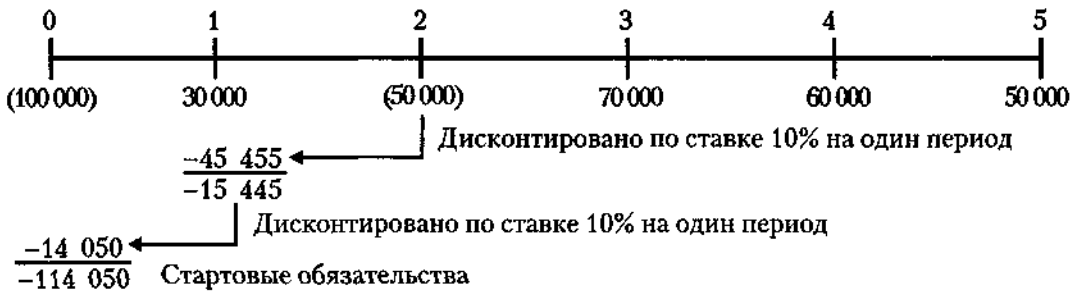 0 1 2 3 4 5
(100 000) 30 000 (50 000) 70 000 60 000 50 000
Дисконтировано по ставке 10% на один период
−45 455
−15 445
Дисконтировано по ставке 10% на один период
−14 050
−114 050 Стартовые обязательства